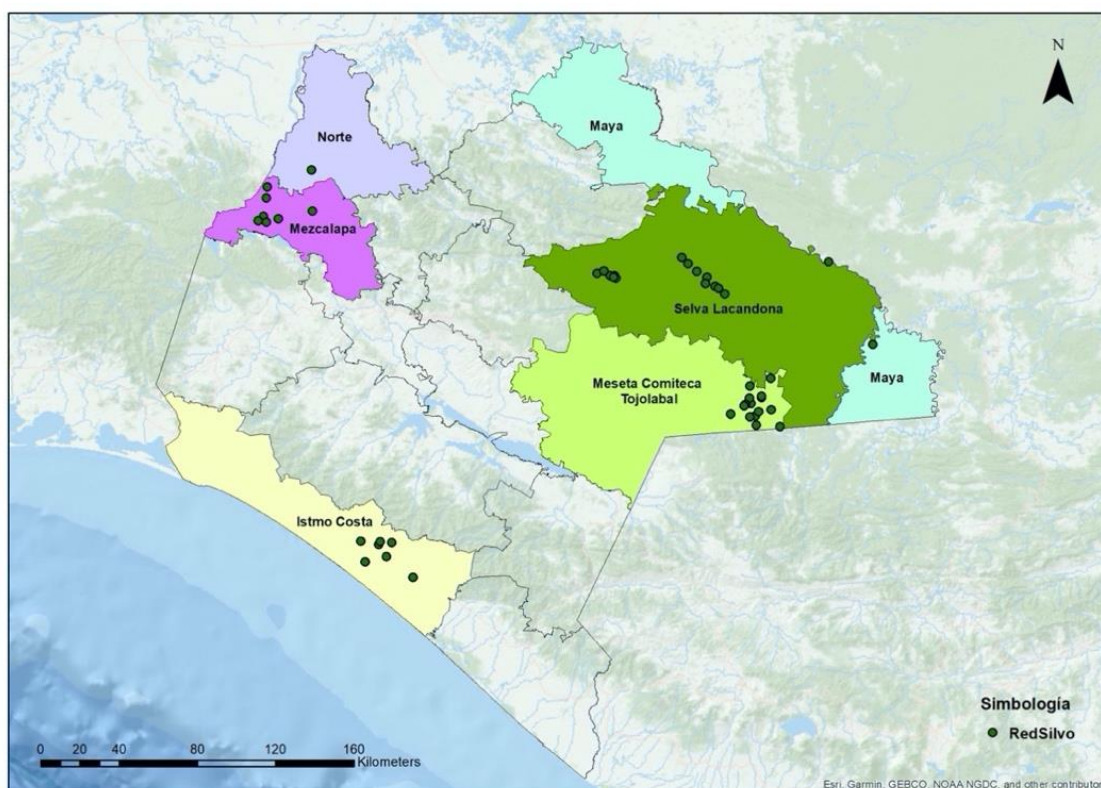 N
Norte
Maya
Mezcalapa
Selva Lacandona
Maya
Meseta Comiteca
Tojolabal
Istmo Costa
Simbología
RedSilvo
0 20 40 80 120 160
Kilometers
Esri, Garmin, GEBCO, NOAA NGDC, and other contributor